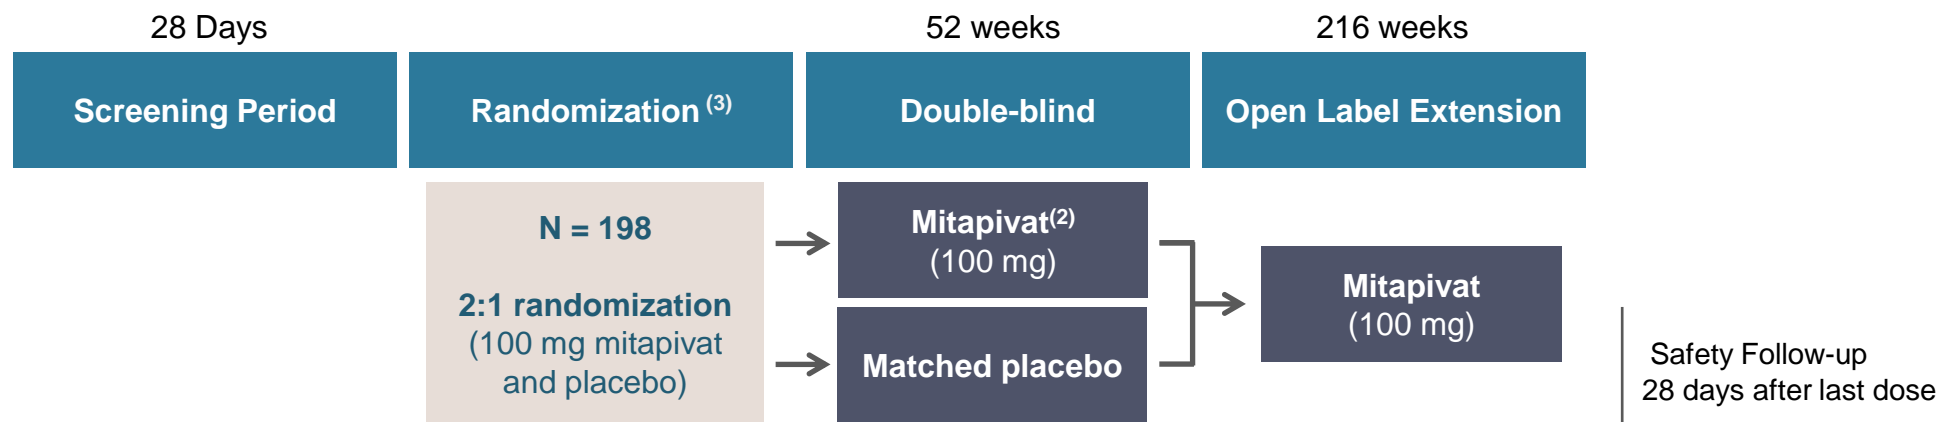 28 Days
52 weeks
216 weeks
Screening Period
Randomization (3)
Double-blind
Open Label Extension
N = 198
2:1 randomization
(100 mg mitapivat
and placebo)
Mitapivat(2)
(100 mg)
Matched placebo
Mitapivat
(100 mg)
Safety Follow-up
28 days after last dose